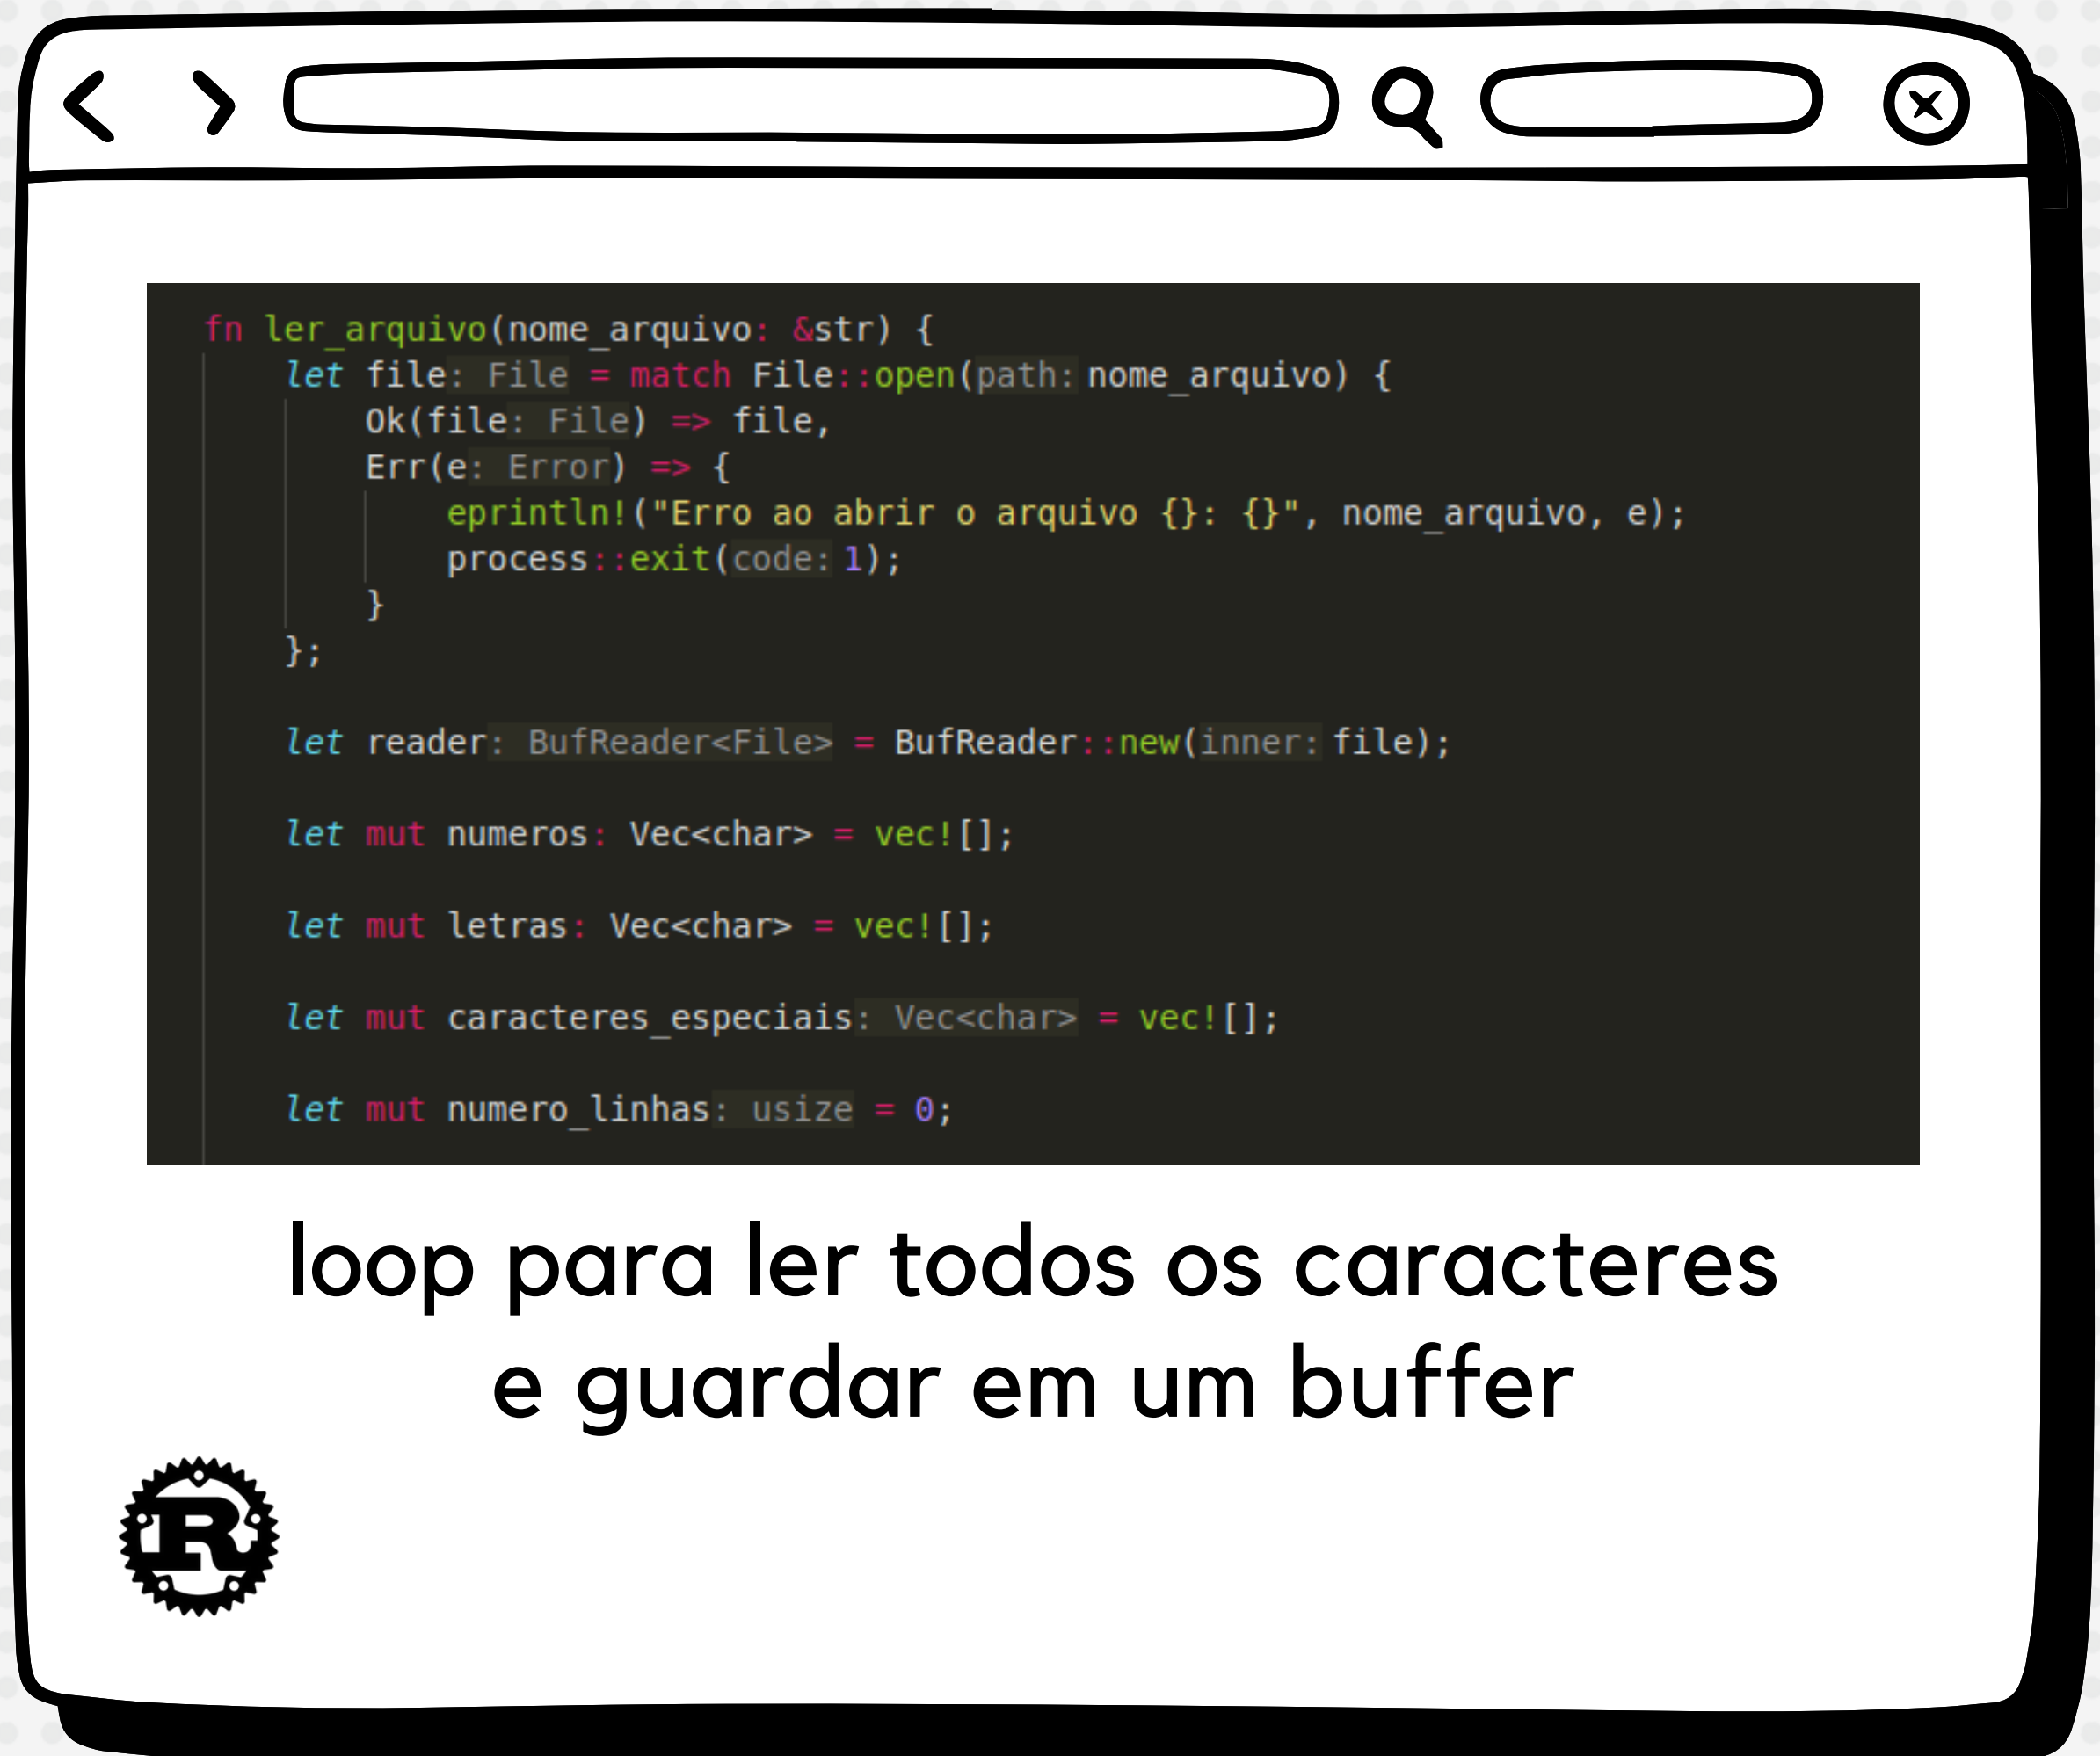 fn ler_arquivo(nome_arquivo: &str) {
let file: File = match File::open(path: nome_arquivo) {
Ok(file: File) => file,
Err(e: Error) => {
eprintln!("Erro ao abrir o arquivo {}: {}", nome_arquivo, e);
process::exit(code: 1);
}
};
let reader: BufReader<File> = BufReader::new(inner: file);
let mut numeros: Vec<char> = vec![];
let mut letras: Vec<char> = vec![];
let mut caracteres_especiais: Vec<char> = vec![];
let mut numero_linhas: usize = 0;
loop para ler todos os caracteres
e guardar em um buffer
R